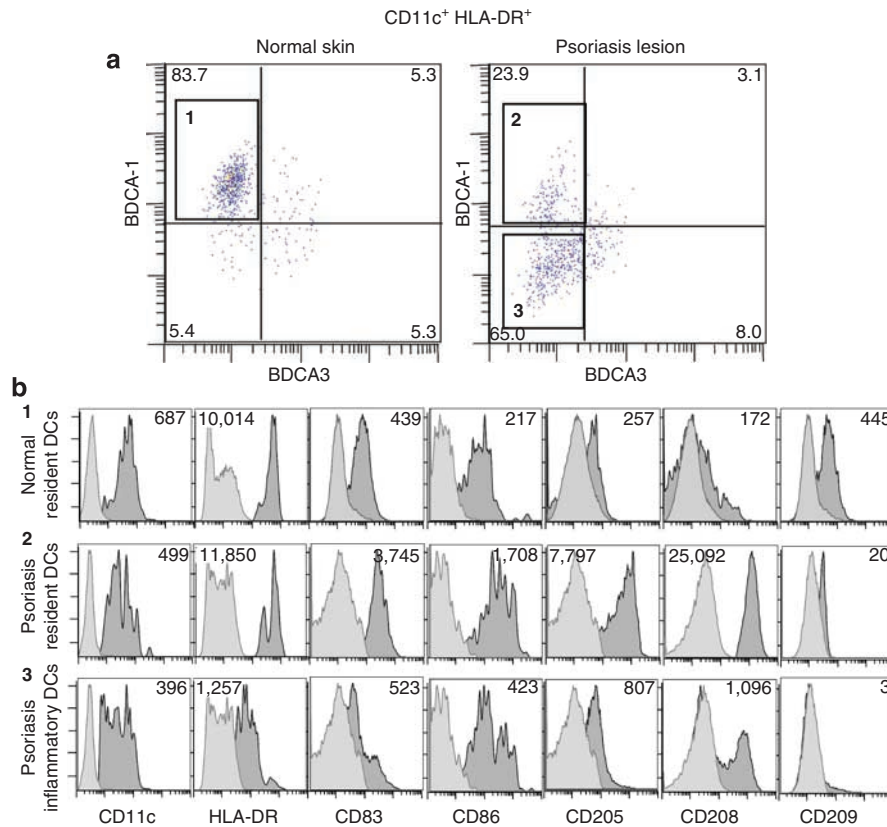 CD11c+ HLA-DR+
a
Normal skin
Psoriasis lesion
83.7
5.3
1
BDCA-1
5.4
5.3
BDCA3
23.9
3.1
2
BDCA-1
3
65.0
8.0
BDCA3
b
1
Normal
resident DCs
687
10,014
439
217
257
172
445
2
Psoriasis
resident DCs
499
11,850
3,745
1,708
7,797
25,092
20
3
Psoriasis
inflammatory DCs
396
1,257
523
423
807
1,096
3
CD11c
HLA-DR
CD83
CD86
CD205
CD208
CD209